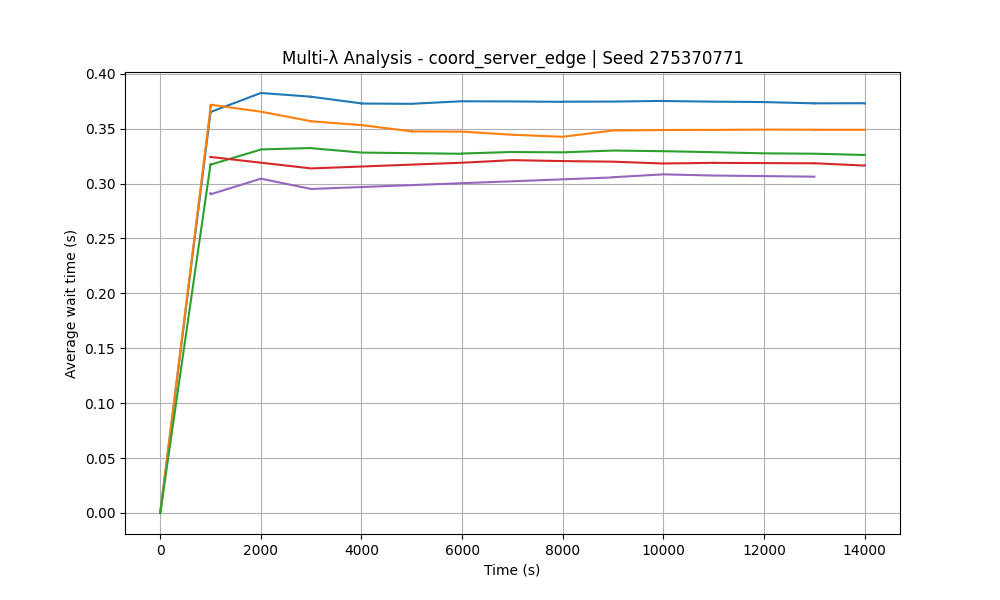 Multi-λ Analysis - coord_server_edge | Seed 275370771
Average wait time (s)
0.40
0.35
0.30
0.25
0.20
0.15
0.10
0.05
0.00
0 2000 4000 6000 8000 10000 12000 14000
Time (s)